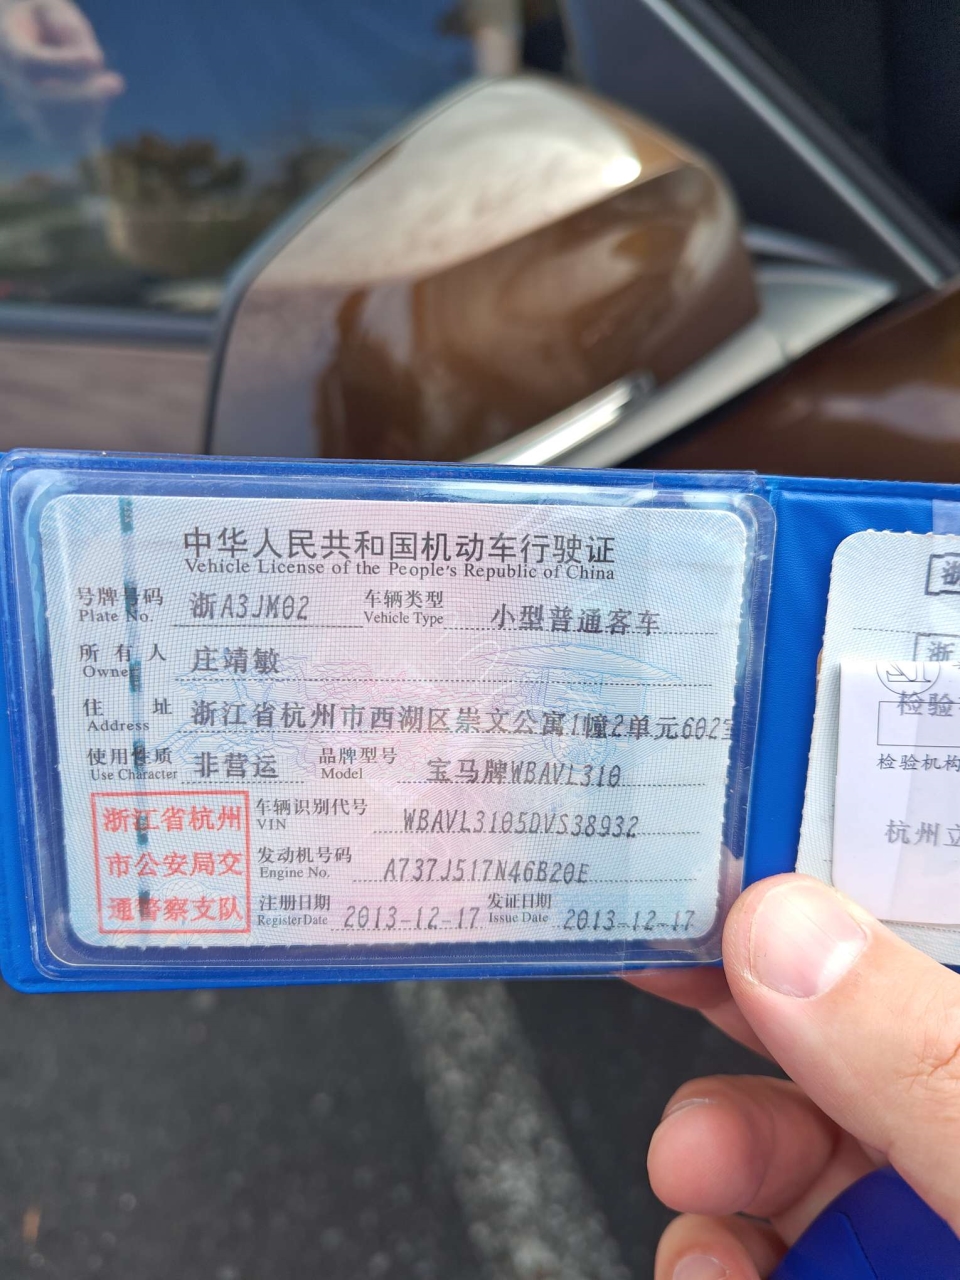 中华人民共和国机动车行驶证
Vehicle License of the People's Republic of China
号牌号码 浙A3JM02 车辆类型 小型普通客车
Plate No. Vehicle Type
所有人 庄靖敏
Owner
住址 浙江省杭州市西湖区崇文公寓1幢2单元602室
Address
使用性质 非营运 品牌型号 宝马牌WBAVL310
Use Character Model
浙江省杭州
市公安局交
通警察支队
车辆识别代号 WBAVL3105DVS38932
VIN
发动机号码 A737J517N46B20E
Engine No.
注册日期 2013-12-17 发证日期 2013-12-17
Register Date Issue Date
浙
浙
检验
检验机构
杭州